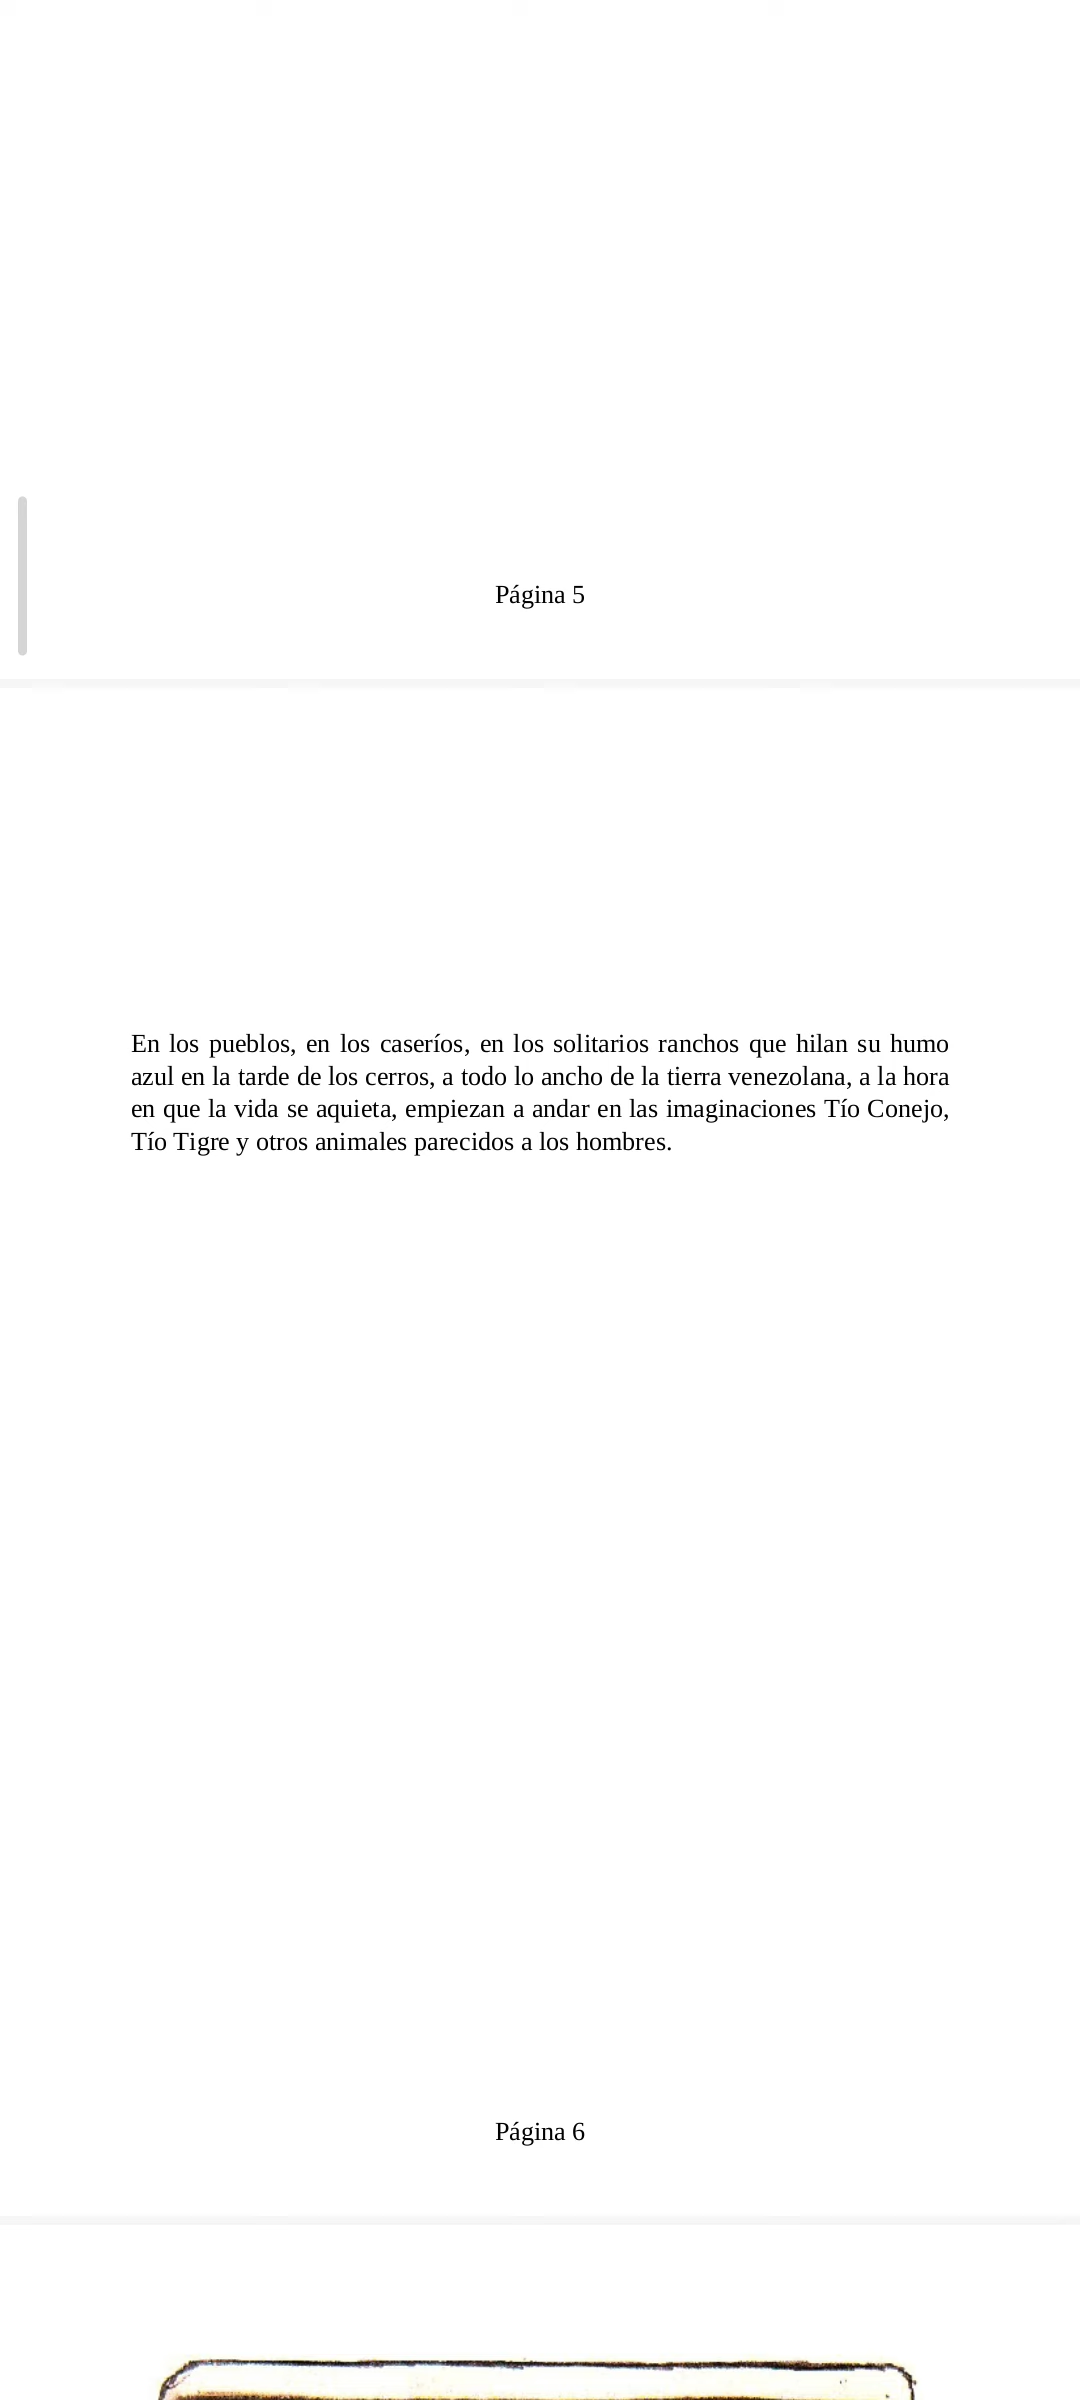 Página 5
En los pueblos, en los caseríos, en los solitarios ranchos que hilan su humo
azul en la tarde de los cerros, a todo lo ancho de la tierra venezolana, a la hora
en que la vida se aquieta, empiezan a andar en las imaginaciones Tío Conejo,
Tío Tigre y otros animales parecidos a los hombres.
Página 6